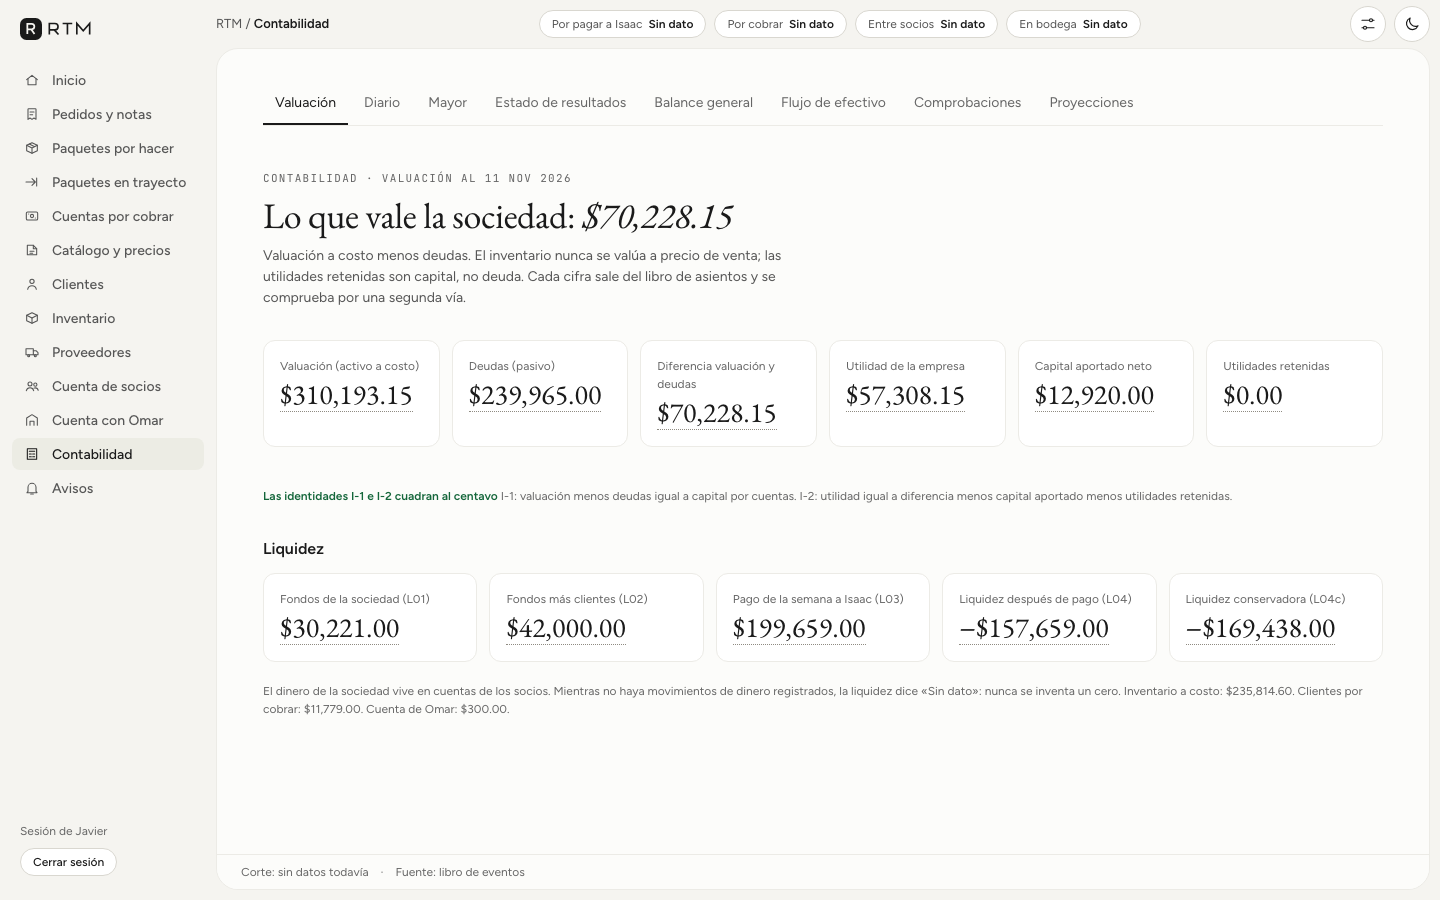 R RTM
RTM / Contabilidad
Por pagar a Isaac Sin dato
Por cobrar Sin dato
Entre socios Sin dato
En bodega Sin dato
Inicio
Pedidos y notas
Paquetes por hacer
Paquetes en trayecto
Cuentas por cobrar
Catálogo y precios
Clientes
Inventario
Proveedores
Cuenta de socios
Cuenta con Omar
Contabilidad
Avisos
Sesión de Javier
Cerrar sesión
Valuación
Diario
Mayor
Estado de resultados
Balance general
Flujo de efectivo
Comprobaciones
Proyecciones
CONTABILIDAD · VALUACIÓN AL 11 NOV 2026
Lo que vale la sociedad: $70,228.15
Valuación a costo menos deudas. El inventario nunca se valúa a precio de venta; las
utilidades retenidas son capital, no deuda. Cada cifra sale del libro de asientos y se
comprueba por una segunda vía.
Valuación (activo a costo)
$310,193.15
Deudas (pasivo)
$239,965.00
Diferencia valuación y
deudas
$70,228.15
Utilidad de la empresa
$57,308.15
Capital aportado neto
$12,920.00
Utilidades retenidas
$0.00
Las identidades I-1 e I-2 cuadran al centavo I-1: valuación menos deudas igual a capital por cuentas. I-2: utilidad igual a diferencia menos capital aportado menos utilidades retenidas.
Liquidez
Fondos de la sociedad (L01)
$30,221.00
Fondos más clientes (L02)
$42,000.00
Pago de la semana a Isaac (L03)
$199,659.00
Liquidez después de pago (L04)
−$157,659.00
Liquidez conservadora (L04c)
−$169,438.00
El dinero de la sociedad vive en cuentas de los socios. Mientras no haya movimientos de dinero registrados, la liquidez dice «Sin dato»: nunca se inventa un cero. Inventario a costo: $235,814.60. Clientes por
cobrar: $11,779.00. Cuenta de Omar: $300.00.
Corte: sin datos todavía · Fuente: libro de eventos